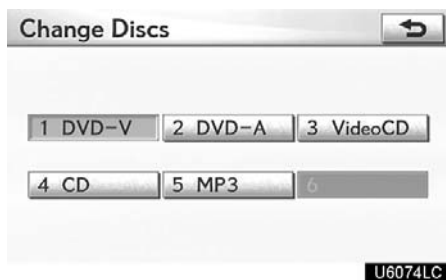 Change Discs
1 DVD-V 2 DVD-A 3 VideoCD
4 CD 5 MP3 6
U6074LC